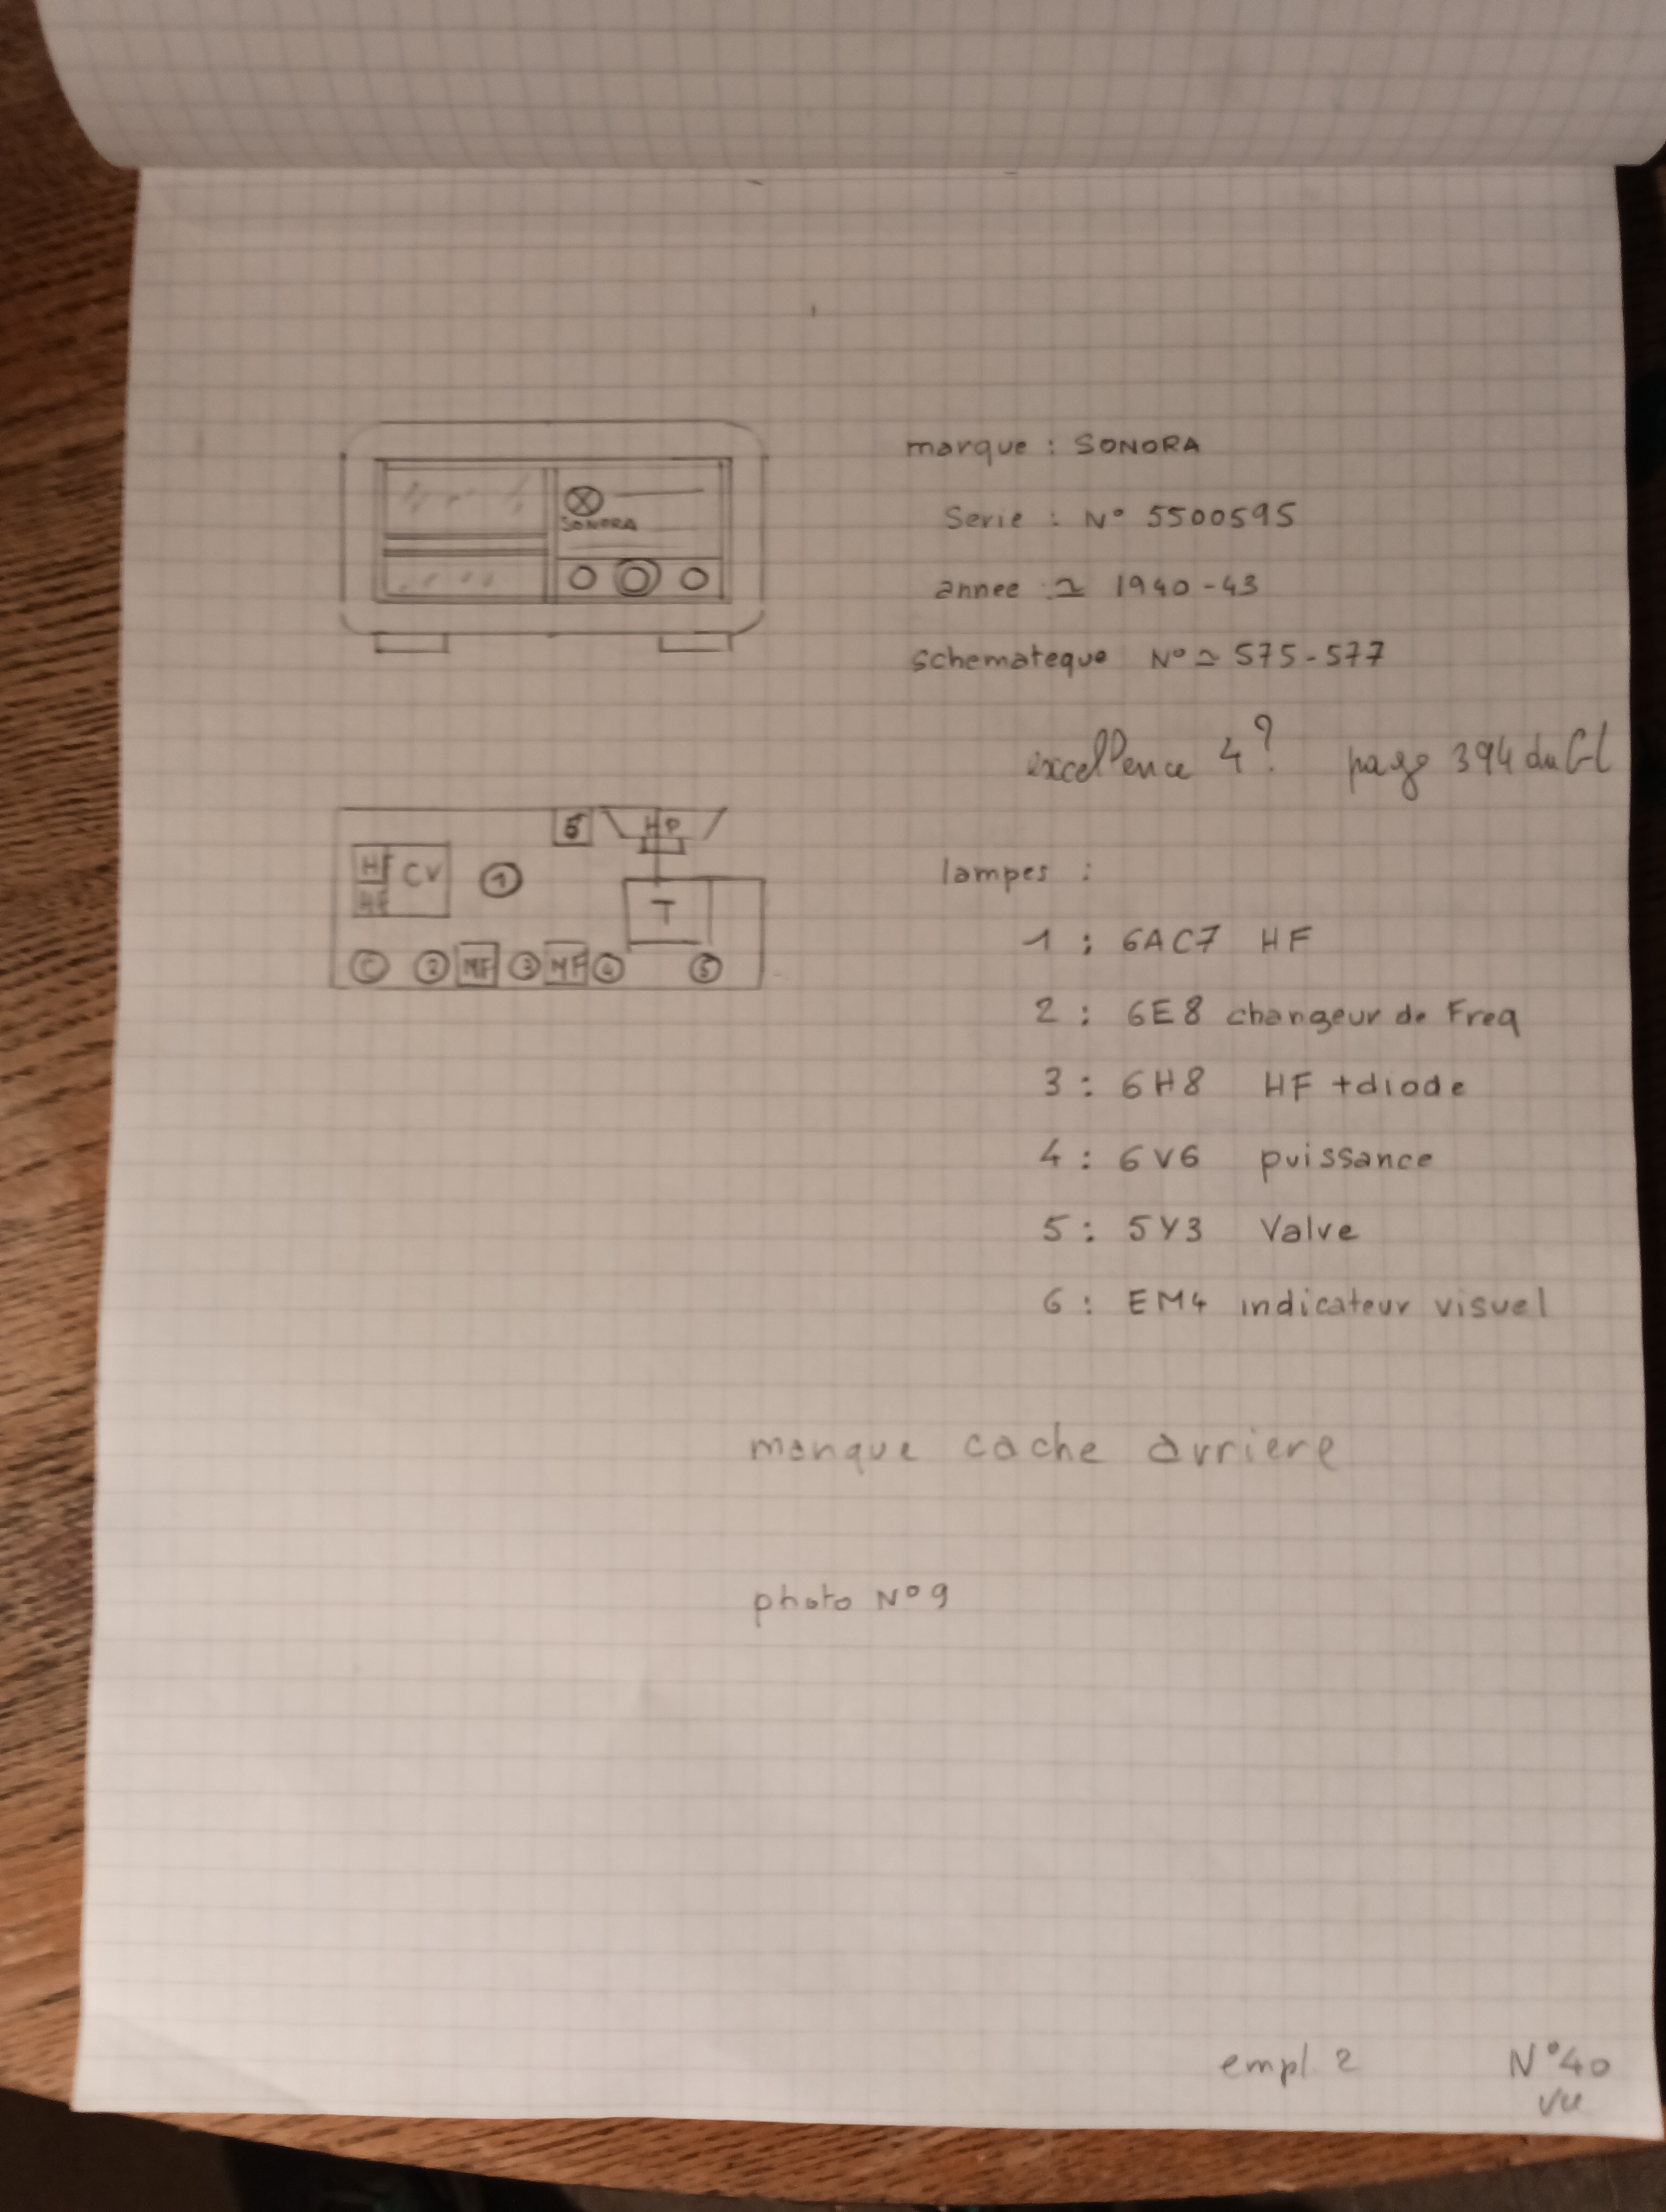 marque : SONORA
SONORA
Serie : N° 5500595
annee ≃ 1940-43
schemateque N° ≃ 575-577
excellence 4 ? page 394 du GL
5 HP
HF CV 1
T
lampes :
1 : 6AC7 HF
C 2 MF 3 MF 4 5
2 : 6E8 changeur de Freq
3 : 6H8 HF +diode
4 : 6V6 puissance
5 : 5Y3 Valve
6 : EM4 indicateur visuel
manque cache arriere
photo N° 9
empl. 2 N° 40
vu